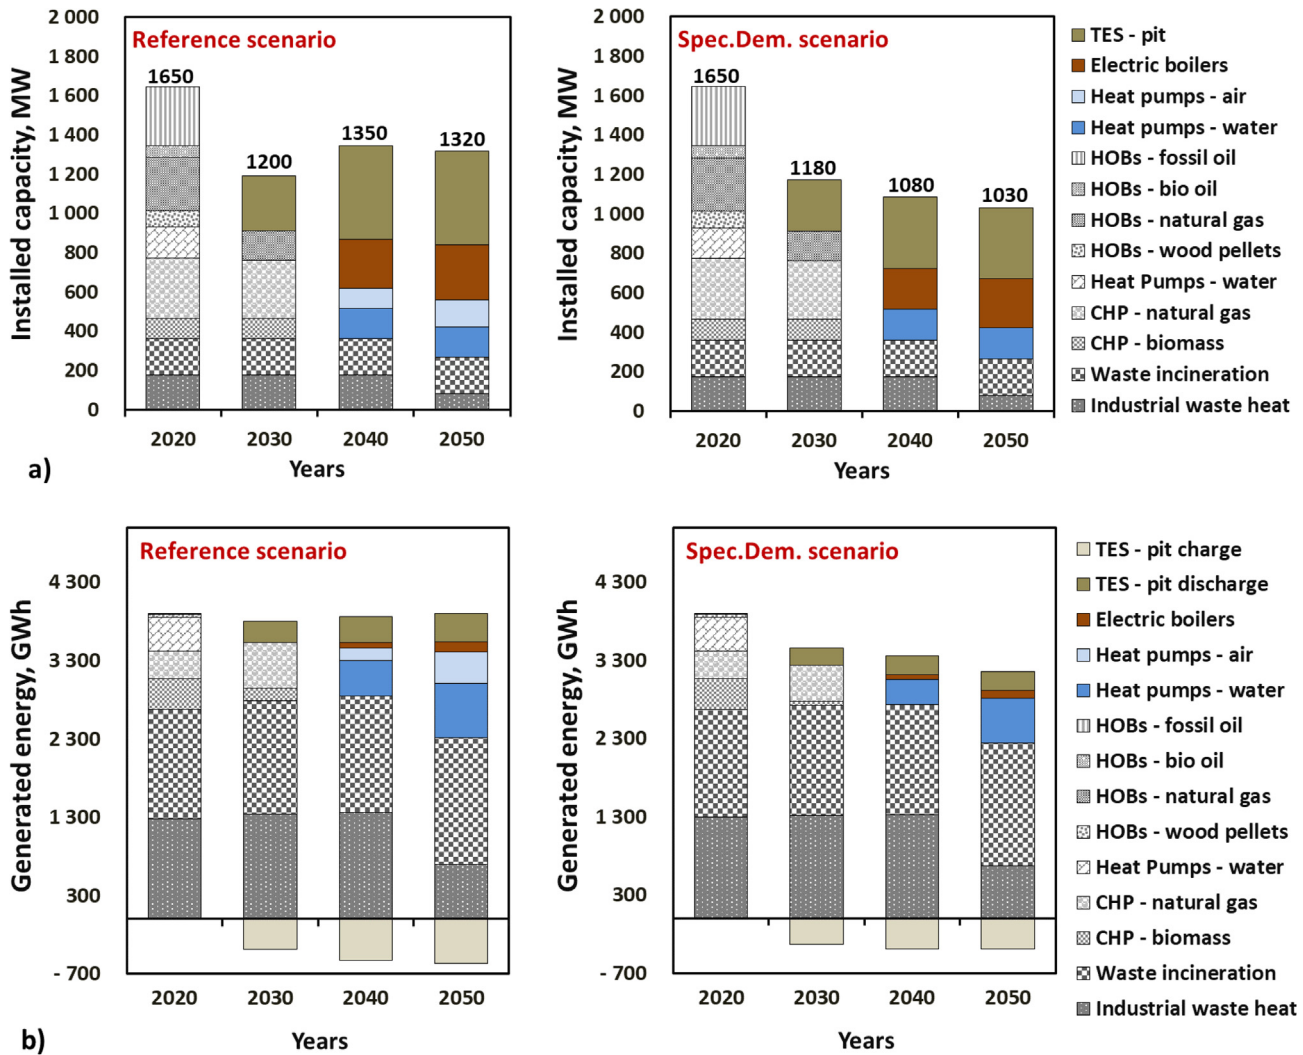 2 000
1 800
1 600
1 400
1 200
1 000
800
600
400
200
0
Installed capacity, MW
Reference scenario
1650
1200
1350
1320
2020 2030 2040 2050
Years
a)
2 000
1 800
1 600
1 400
1 200
1 000
800
600
400
200
0
Installed capacity, MW
Spec.Dem. scenario
1650
1180
1080
1030
2020 2030 2040 2050
Years
TES - pit
Electric boilers
Heat pumps - air
Heat pumps - water
HOBs - fossil oil
HOBs - bio oil
HOBs - natural gas
HOBs - wood pellets
Heat Pumps - water
CHP - natural gas
CHP - biomass
Waste incineration
Industrial waste heat
4 300
3 300
2 300
1 300
300
- 700
Generated energy, GWh
Reference scenario
2020 2030 2040 2050
Years
b)
4 300
3 300
2 300
1 300
300
- 700
Generated energy, GWh
Spec.Dem. scenario
2020 2030 2040 2050
Years
TES - pit charge
TES - pit discharge
Electric boilers
Heat pumps - air
Heat pumps - water
HOBs - fossil oil
HOBs - bio oil
HOBs - natural gas
HOBs - wood pellets
Heat Pumps - water
CHP - natural gas
CHP - biomass
Waste incineration
Industrial waste heat